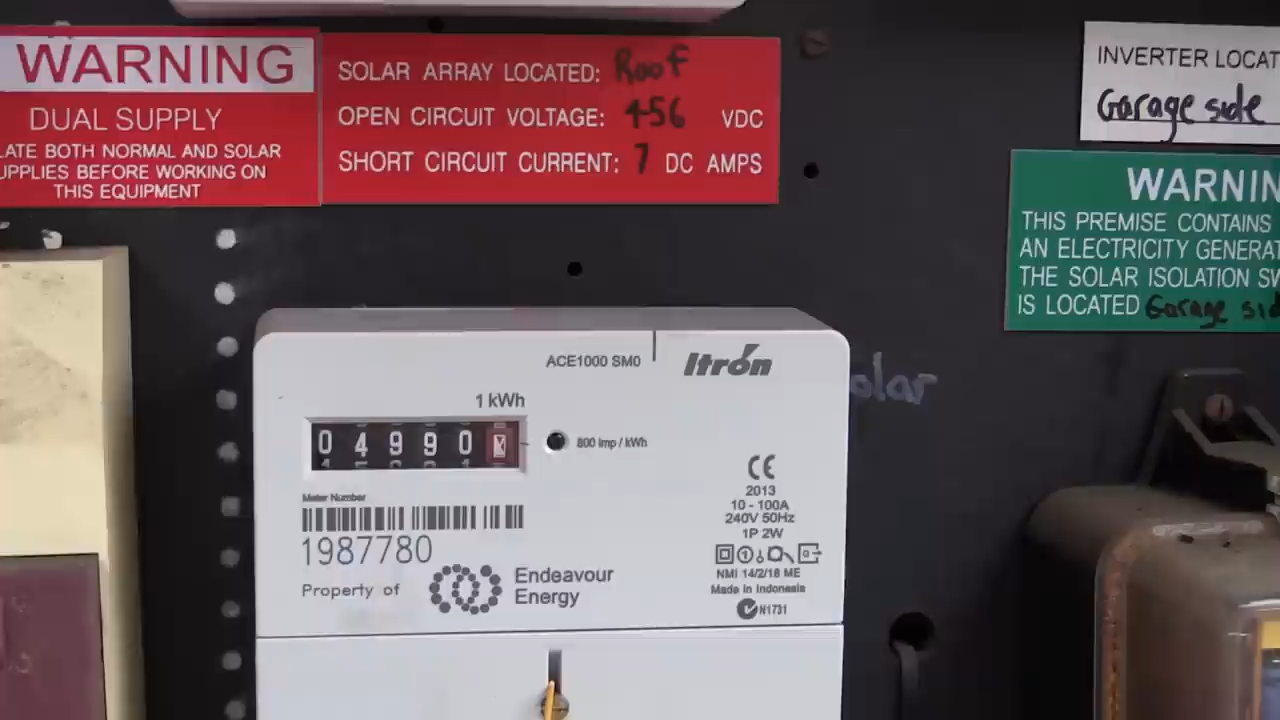 WARNING
DUAL SUPPLY
LATE BOTH NORMAL AND SOLAR
UPPLIES BEFORE WORKING ON
THIS EQUIPMENT
SOLAR ARRAY LOCATED: Roof
OPEN CIRCUIT VOLTAGE: 456 VDC
SHORT CIRCUIT CURRENT: 7 DC AMPS
INVERTER LOCAT
Garage side
WARNIN
THIS PREMISE CONTAINS
AN ELECTRICITY GENERAT
THE SOLAR ISOLATION SW
IS LOCATED Garage sid
ACE1000 SM0
Itrón
olar
1 kWh
0 4 9 9 0
800 imp / kWh
Meter Number
1987780
Property of
Endeavour
Energy
CE
2013
10 - 100A
240V 50Hz
1P 2W
NMI 14/2/18 ME
Made in Indonesia
N1731